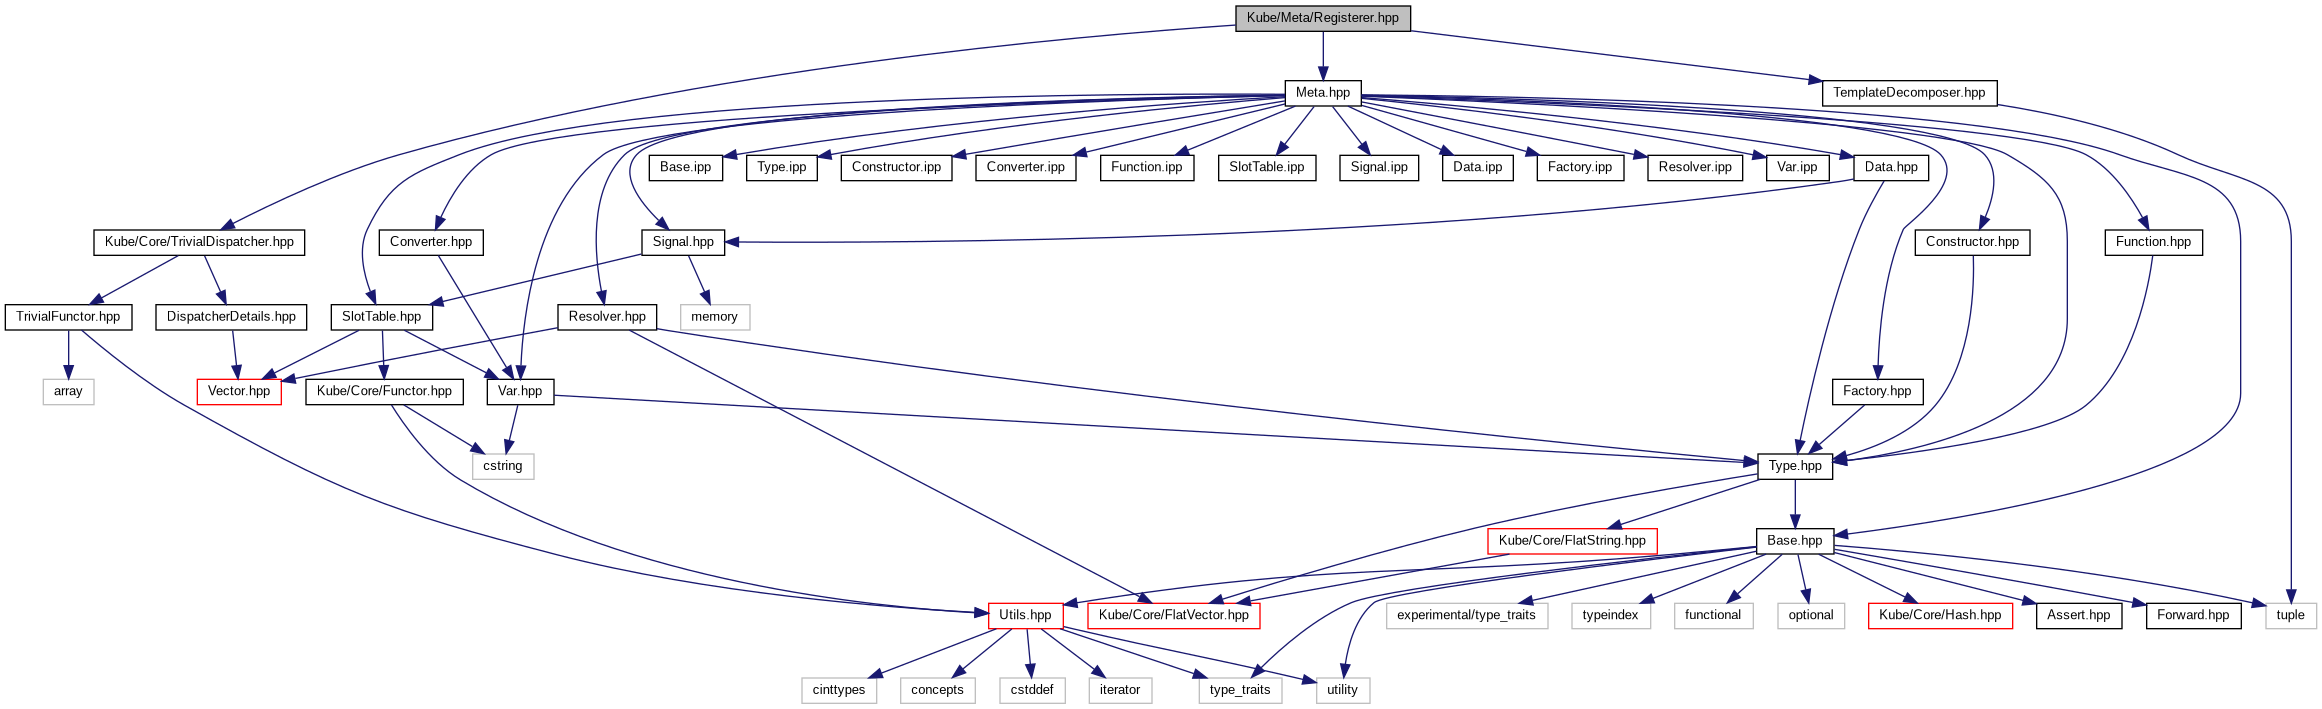 Kube/Meta/Registerer.hpp
Meta.hpp
TemplateDecomposer.hpp
Base.ipp
Type.ipp
Constructor.ipp
Converter.ipp
Function.ipp
SlotTable.ipp
Signal.ipp
Data.ipp
Factory.ipp
Resolver.ipp
Var.ipp
Data.hpp
Kube/Core/TrivialDispatcher.hpp
Converter.hpp
Signal.hpp
Constructor.hpp
Function.hpp
TrivialFunctor.hpp
DispatcherDetails.hpp
SlotTable.hpp
Resolver.hpp
memory
array
Vector.hpp
Kube/Core/Functor.hpp
Var.hpp
Factory.hpp
cstring
Type.hpp
Kube/Core/FlatString.hpp
Base.hpp
Utils.hpp
Kube/Core/FlatVector.hpp
experimental/type_traits
typeindex
functional
optional
Kube/Core/Hash.hpp
Assert.hpp
Forward.hpp
tuple
cinttypes
concepts
cstddef
iterator
type_traits
utility